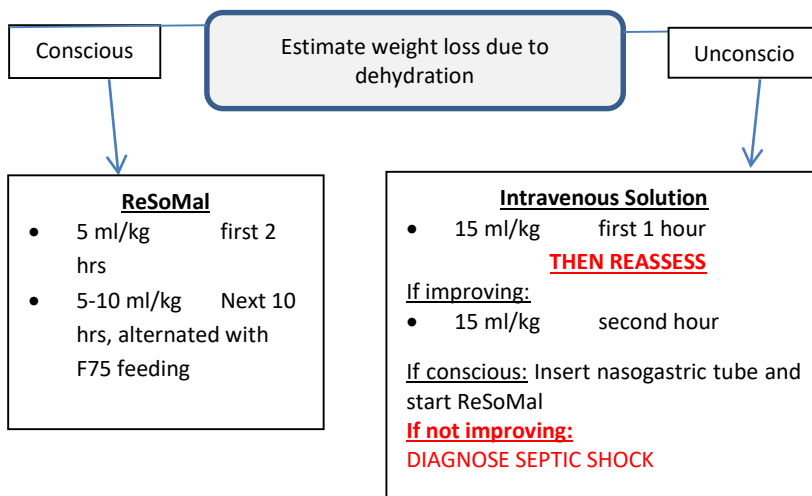 Conscious
Estimate weight loss due to
dehydration
Unconscio
ReSoMal
• 5 ml/kg first 2
hrs
• 5-10 ml/kg Next 10
hrs, alternated with
F75 feeding
Intravenous Solution
• 15 ml/kg first 1 hour
THEN REASSESS
If improving:
• 15 ml/kg second hour
If conscious: Insert nasogastric tube and
start ReSoMal
If not improving:
DIAGNOSE SEPTIC SHOCK